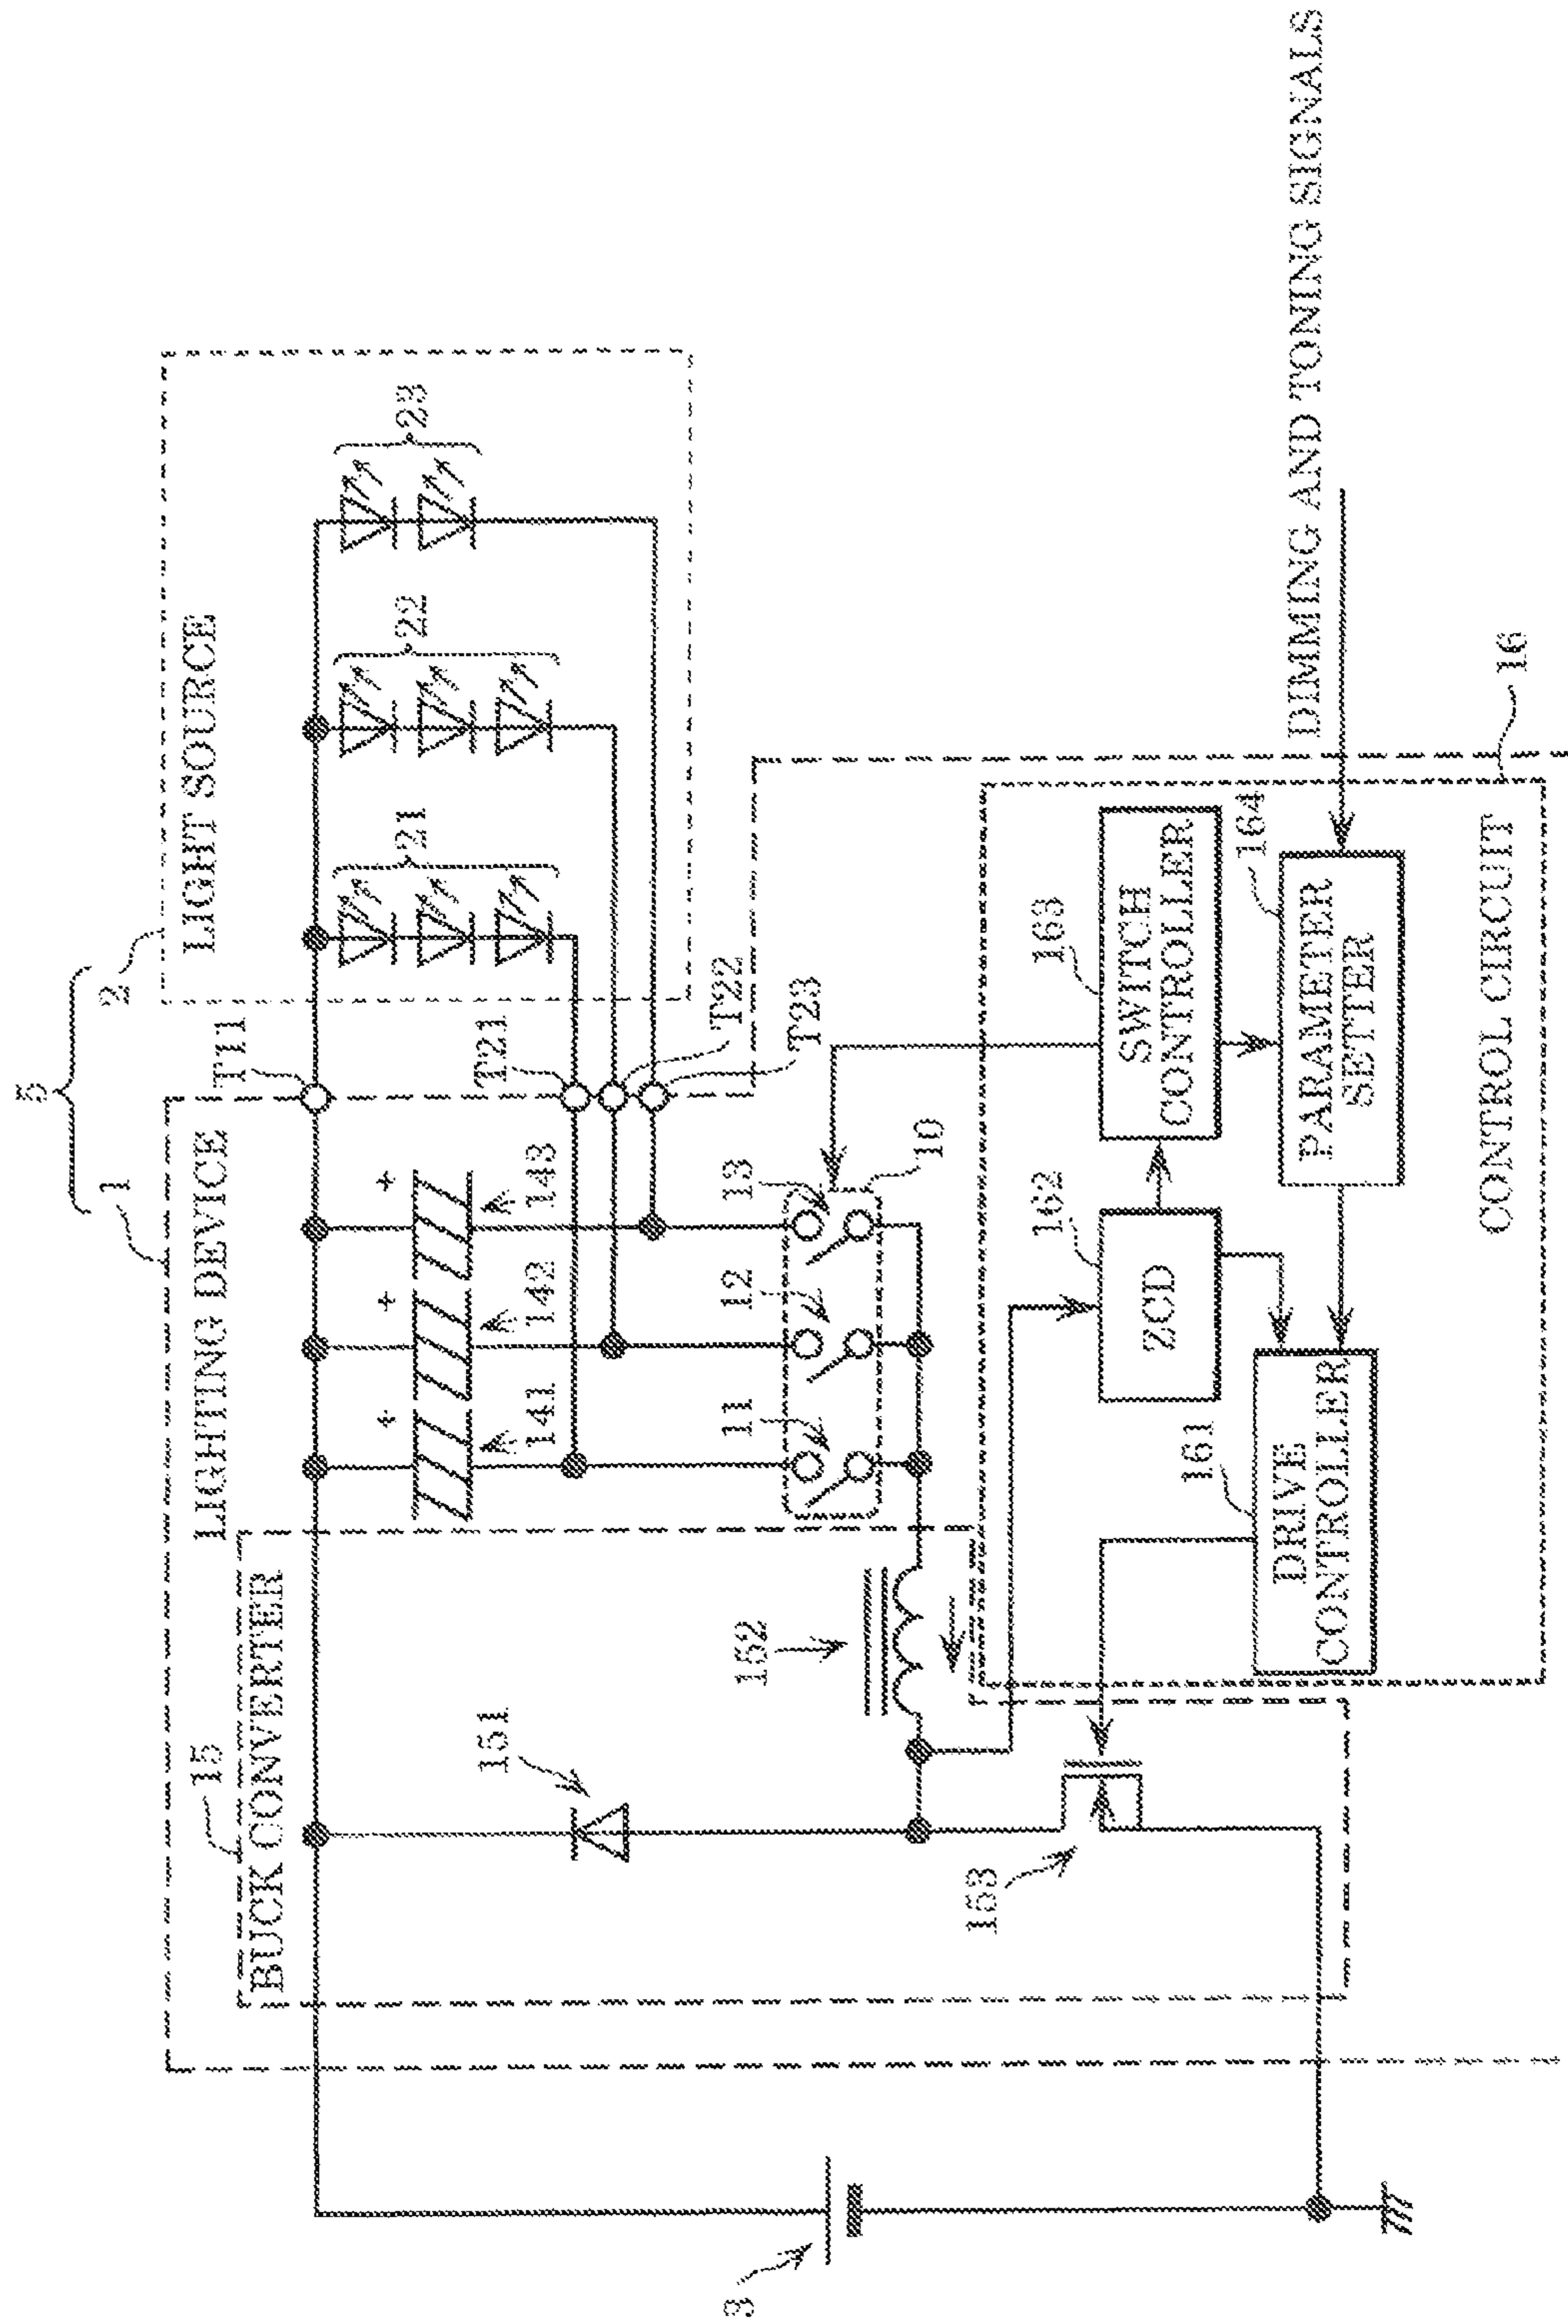 5
1
2
LIGHTING DEVICE
LIGHT SOURCE
T11
15
BUCK CONVERTER
+
+
+
141
142
143
21
22
23
T21
T22
T23
151
3
152
11
12
13
10
153
161
DRIVE
CONTROLLER
162
ZCD
163
SWITCH
CONTROLLER
164
PARAMETER
SETTER
DIMMING AND TONING SIGNALS
CONTROL CIRCUIT
16